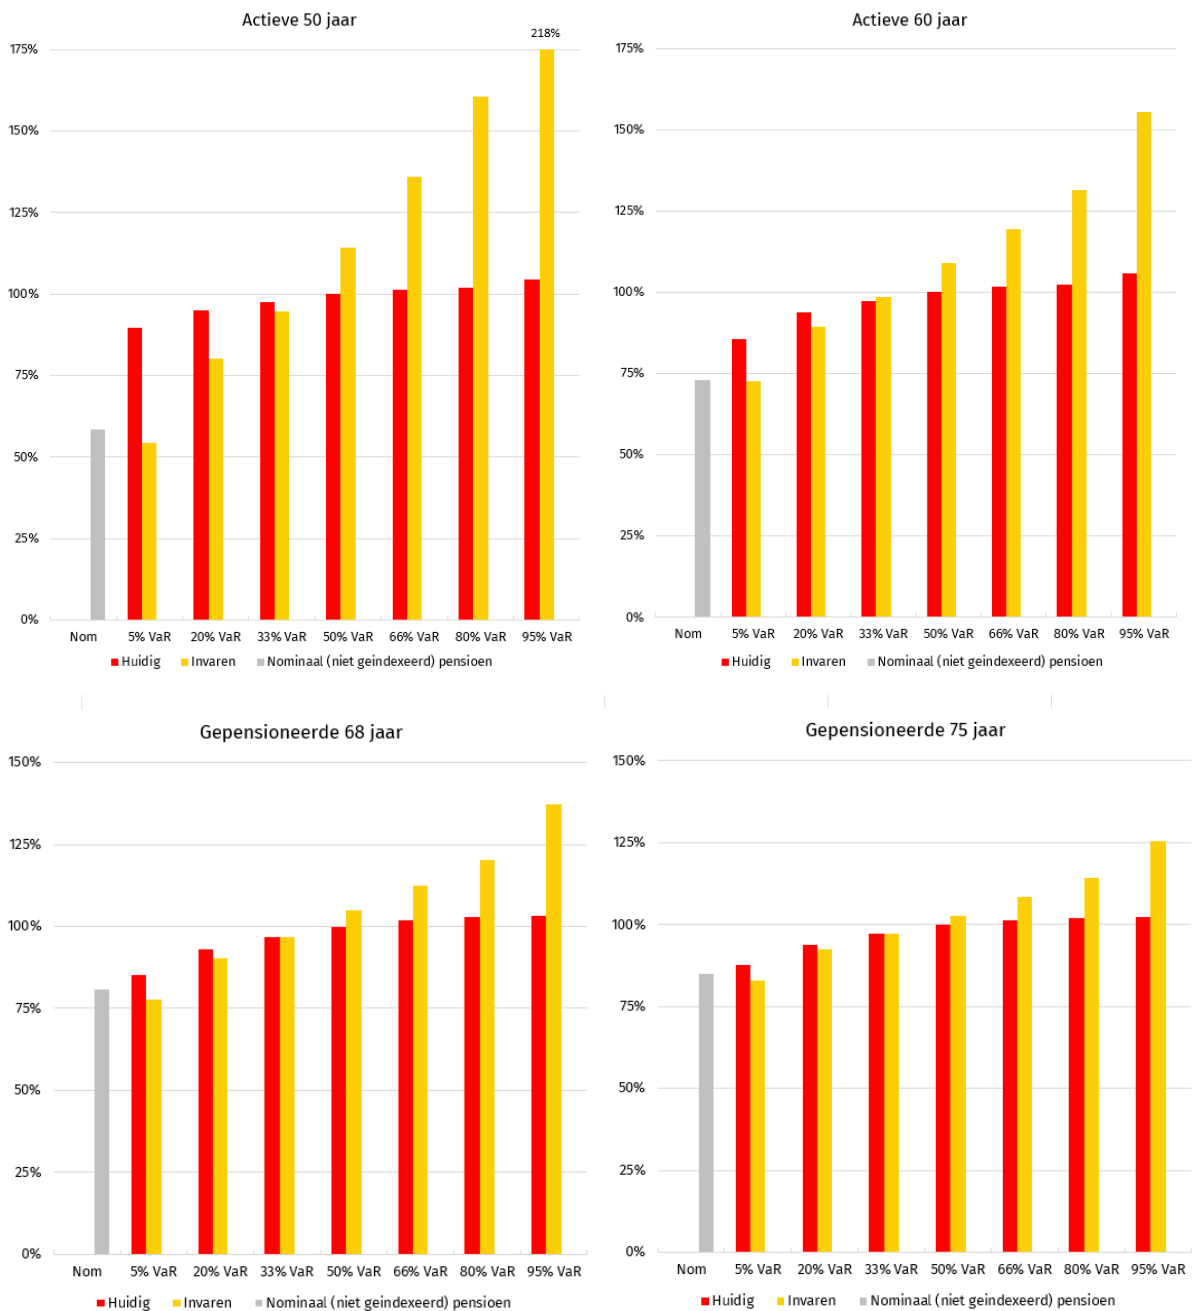 Actieve 50 jaar
218%
175%
150%
125%
100%
75%
50%
25%
0%
Nom 5% VaR 20% VaR 33% VaR 50% VaR 66% VaR 80% VaR 95% VaR
Huidig Invaren Nominaal (niet geindexeerd) pensioen
Actieve 60 jaar
175%
150%
125%
100%
75%
50%
25%
0%
Nom 5% VaR 20% VaR 33% VaR 50% VaR 66% VaR 80% VaR 95% VaR
Huidig Invaren Nominaal (niet geindexeerd) pensioen
Gepensioneerde 68 jaar
150%
125%
100%
75%
50%
25%
0%
Nom 5% VaR 20% VaR 33% VaR 50% VaR 66% VaR 80% VaR 95% VaR
Huidig Invaren Nominaal (niet geindexeerd) pensioen
Gepensioneerde 75 jaar
150%
125%
100%
75%
50%
25%
0%
Nom 5% VaR 20% VaR 33% VaR 50% VaR 66% VaR 80% VaR 95% VaR
Huidig Invaren Nominaal (niet geindexeerd) pensioen